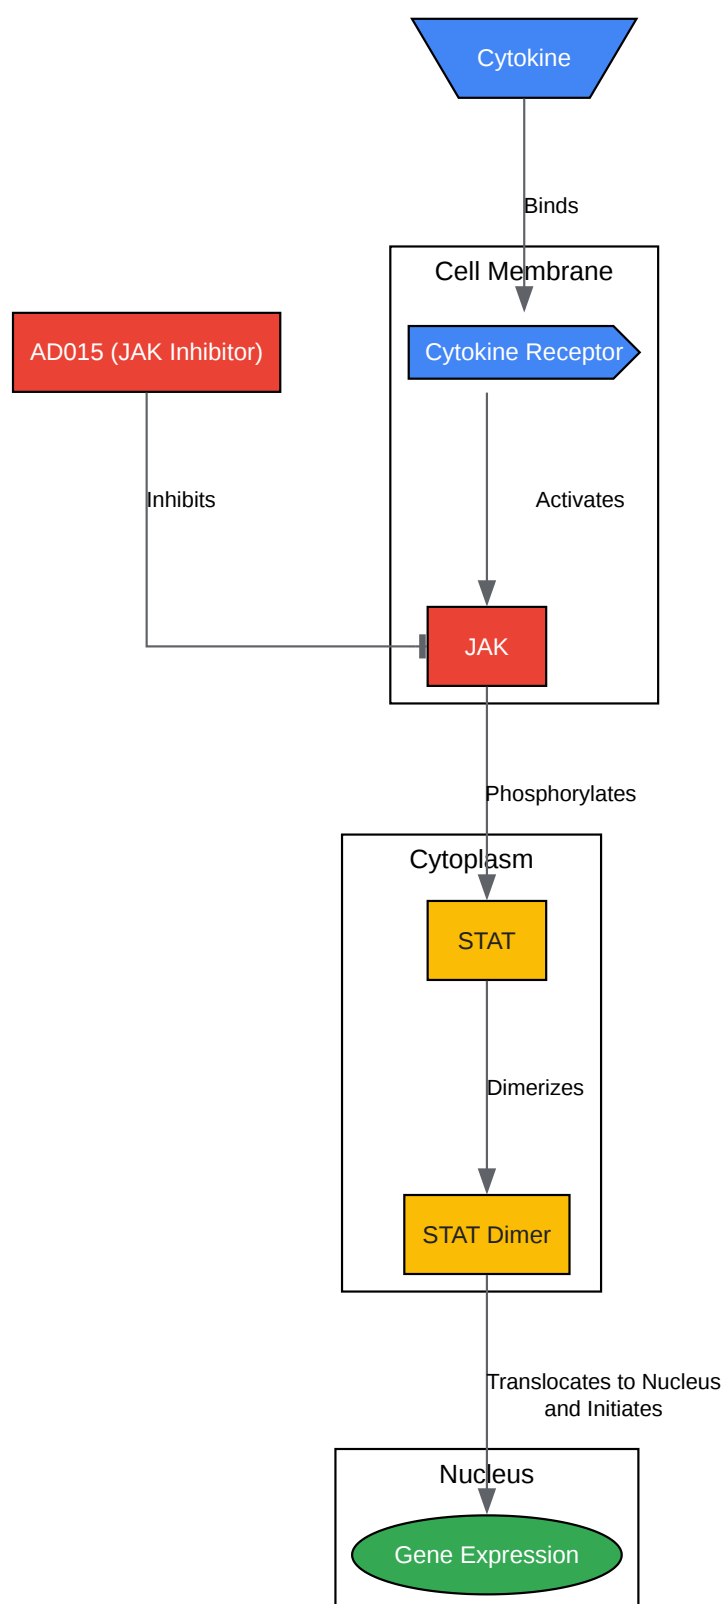 Cytokine
Binds
Cell Membrane
AD015 (JAK Inhibitor)
Cytokine Receptor
Inhibits
Activates
JAK
Phosphorylates
Cytoplasm
STAT
Dimerizes
STAT Dimer
Translocates to Nucleus
and Initiates
Nucleus
Gene Expression